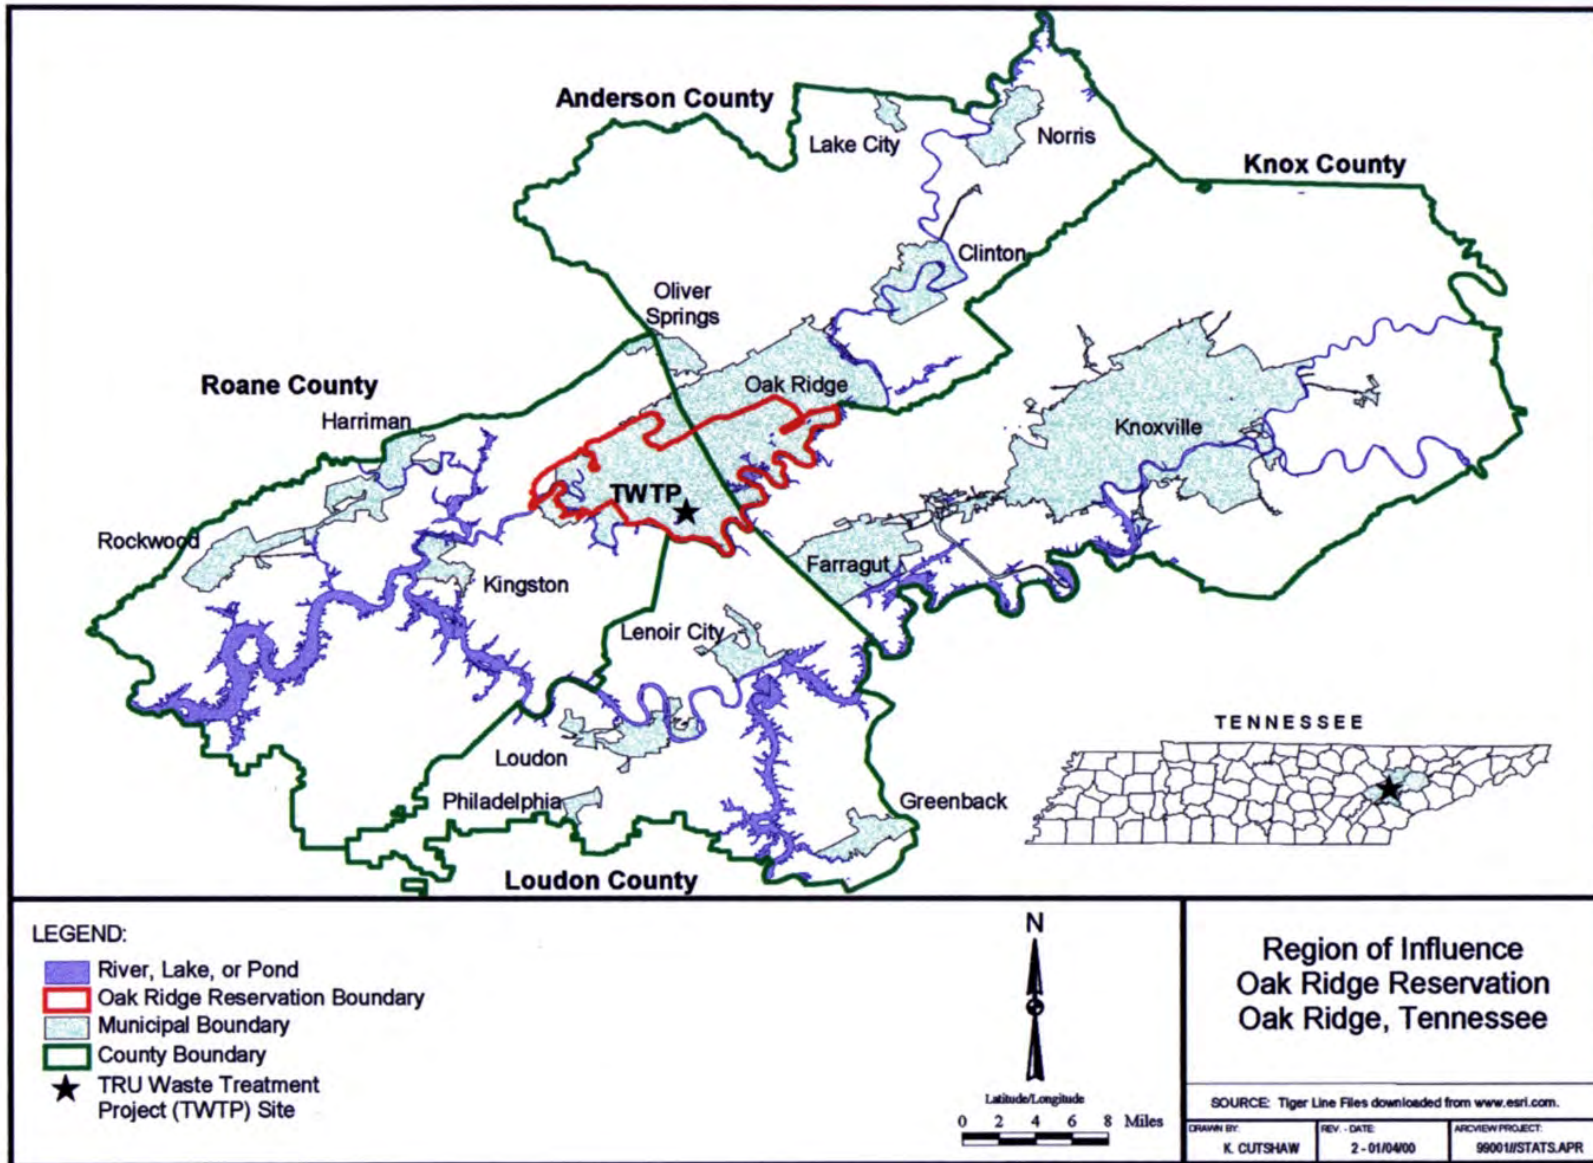 Anderson County
Lake City
Norris
Knox County
Clinton
Oliver
Springs
Roane County
Oak Ridge
Harriman
Knoxville
TWTP
Rockwood
Farragut
Kingston
Lenoir City
TENNESSEE
Loudon
Philadelphia
Greenback
Loudon County
LEGEND:
River, Lake, or Pond
Oak Ridge Reservation Boundary
Municipal Boundary
County Boundary
TRU Waste Treatment
Project (TWTP) Site
N
Latitude/Longitude
0 2 4 6 8 Miles
Region of Influence
Oak Ridge Reservation
Oak Ridge, Tennessee
SOURCE: Tiger Line Files downloaded from www.esri.com.
DRAWN BY:
K. CUTSHAW
REV. - DATE:
2 - 01/04/00
ARCVIEW PROJECT:
99001//STATS.APR